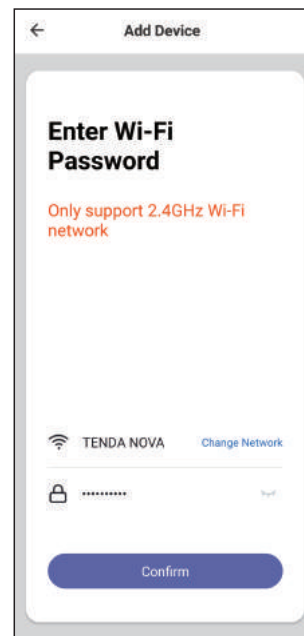 Add Device
Enter Wi-Fi
Password
Only support 2.4GHz Wi-Fi
network
TENDA NOVA Change Network
••••••••••
Confirm